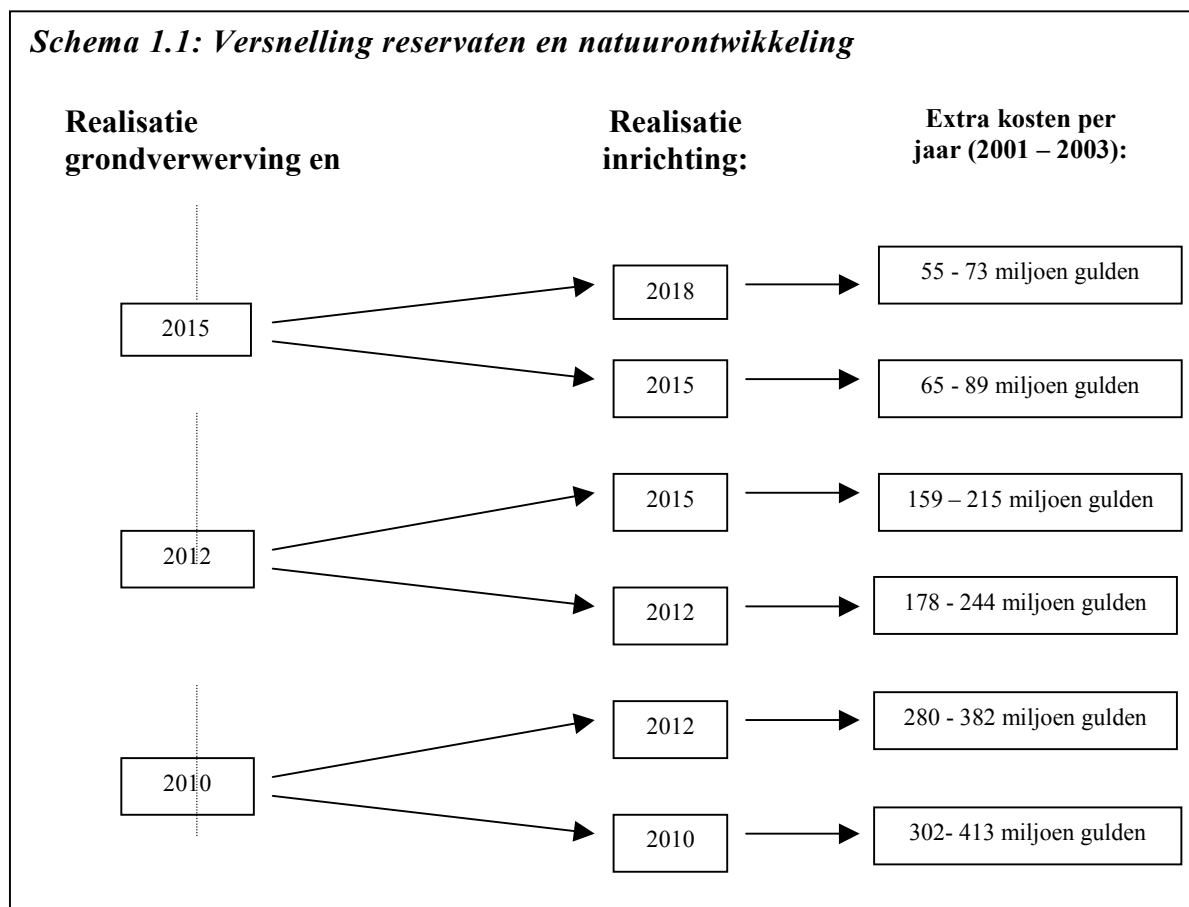 Schema 1.1: Versnelling reservaten en natuurontwikkeling
Realisatie
grondverwerving en
Realisatie
inrichting:
Extra kosten per
jaar (2001 – 2003):
2015
2018
55 - 73 miljoen gulden
2015
65 - 89 miljoen gulden
2012
2015
159 – 215 miljoen gulden
2012
178 - 244 miljoen gulden
2010
2012
280 - 382 miljoen gulden
2010
302- 413 miljoen gulden